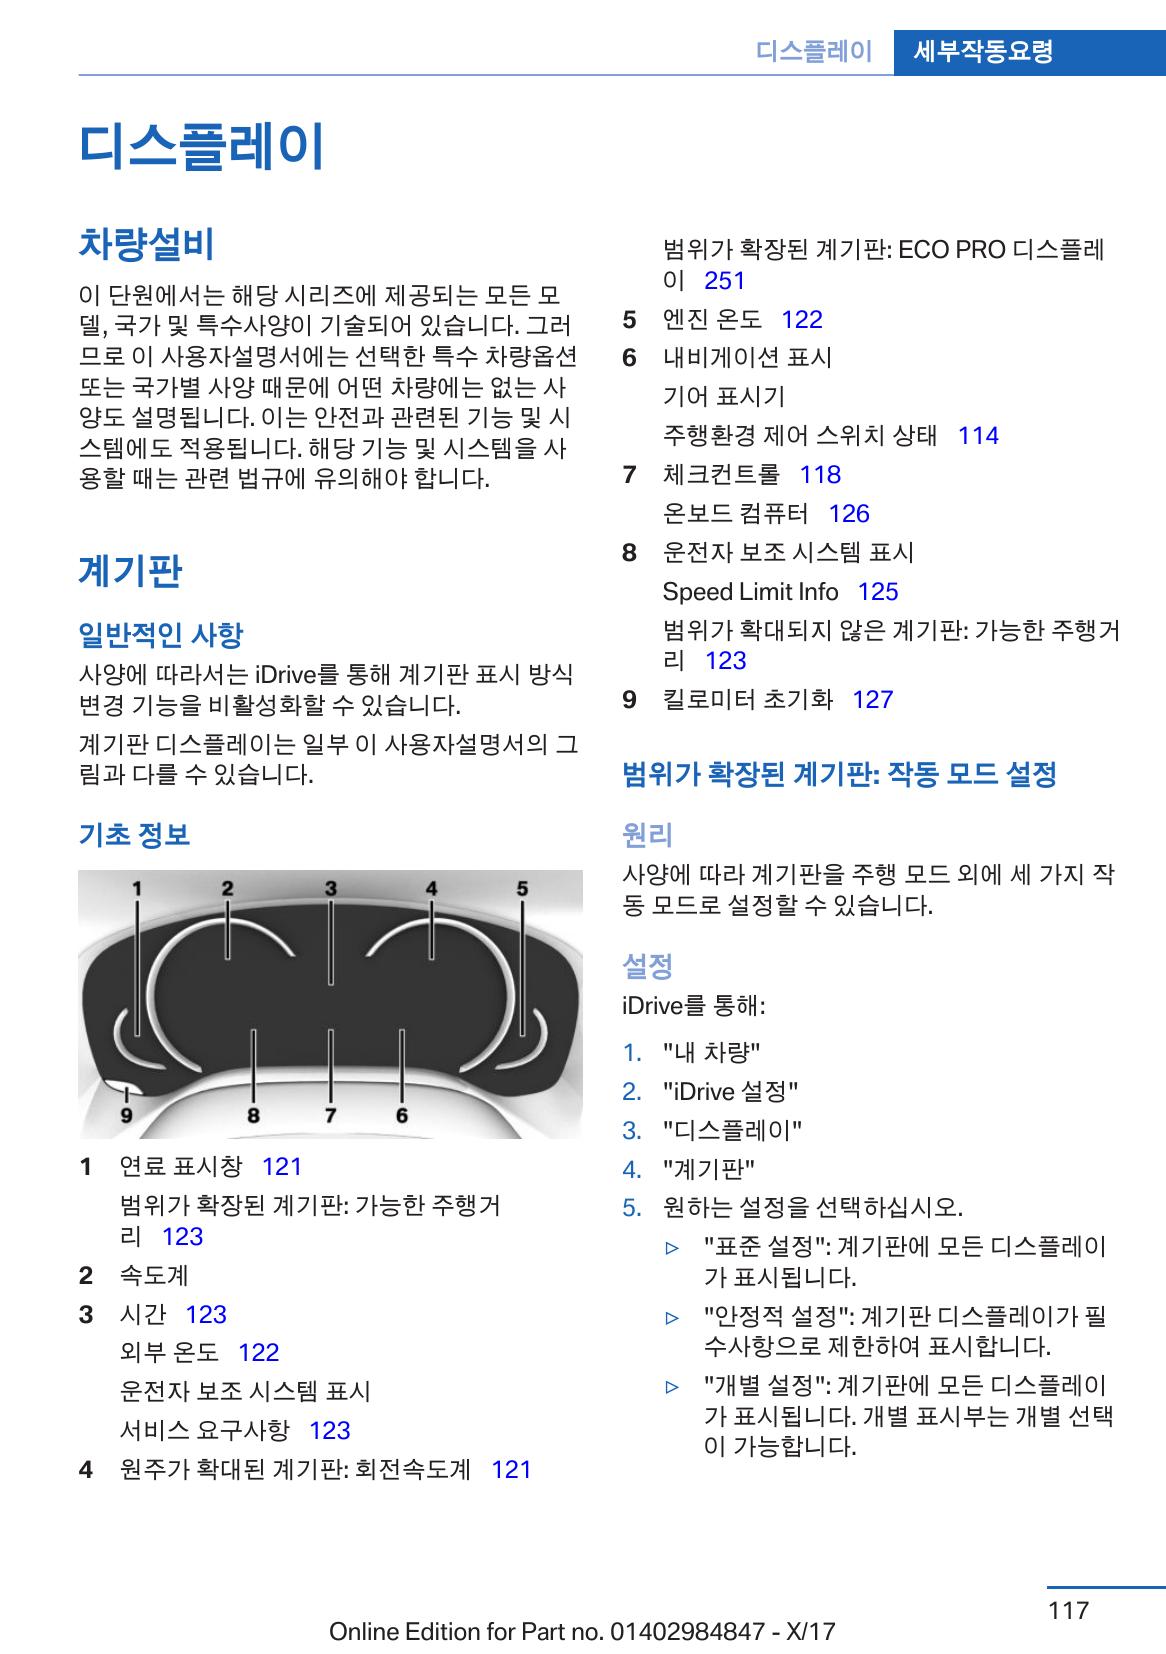 디스플레이 세부작동요령
디스플레이
차량설비
이 단원에서는 해당 시리즈에 제공되는 모든 모
델, 국가 및 특수사양이 기술되어 있습니다. 그러
므로 이 사용자설명서에는 선택한 특수 차량옵션
또는 국가별 사양 때문에 어떤 차량에는 없는 사
양도 설명됩니다. 이는 안전과 관련된 기능 및 시
스템에도 적용됩니다. 해당 기능 및 시스템을 사
용할 때는 관련 법규에 유의해야 합니다.
계기판
일반적인 사항
사양에 따라서는 iDrive를 통해 계기판 표시 방식
변경 기능을 비활성화할 수 있습니다.
계기판 디스플레이는 일부 이 사용자설명서의 그
림과 다를 수 있습니다.
기초 정보
1 2 3 4 5
9 8 7 6
1 연료 표시창 121
범위가 확장된 계기판: 가능한 주행거
리 123
2 속도계
3 시간 123
외부 온도 122
운전자 보조 시스템 표시
서비스 요구사항 123
4 원주가 확대된 계기판: 회전속도계 121
범위가 확장된 계기판: ECO PRO 디스플레
이 251
5 엔진 온도 122
6 내비게이션 표시
기어 표시기
주행환경 제어 스위치 상태 114
7 체크컨트롤 118
온보드 컴퓨터 126
8 운전자 보조 시스템 표시
Speed Limit Info 125
범위가 확대되지 않은 계기판: 가능한 주행거
리 123
9 킬로미터 초기화 127
범위가 확장된 계기판: 작동 모드 설정
원리
사양에 따라 계기판을 주행 모드 외에 세 가지 작
동 모드로 설정할 수 있습니다.
설정
iDrive를 통해:
1. "내 차량"
2. "iDrive 설정"
3. "디스플레이"
4. "계기판"
5. 원하는 설정을 선택하십시오.
▷ "표준 설정": 계기판에 모든 디스플레이
가 표시됩니다.
▷ "안정적 설정": 계기판 디스플레이가 필
수사항으로 제한하여 표시합니다.
▷ "개별 설정": 계기판에 모든 디스플레이
가 표시됩니다. 개별 표시부는 개별 선택
이 가능합니다.
117
Online Edition for Part no. 01402984847 - X/17